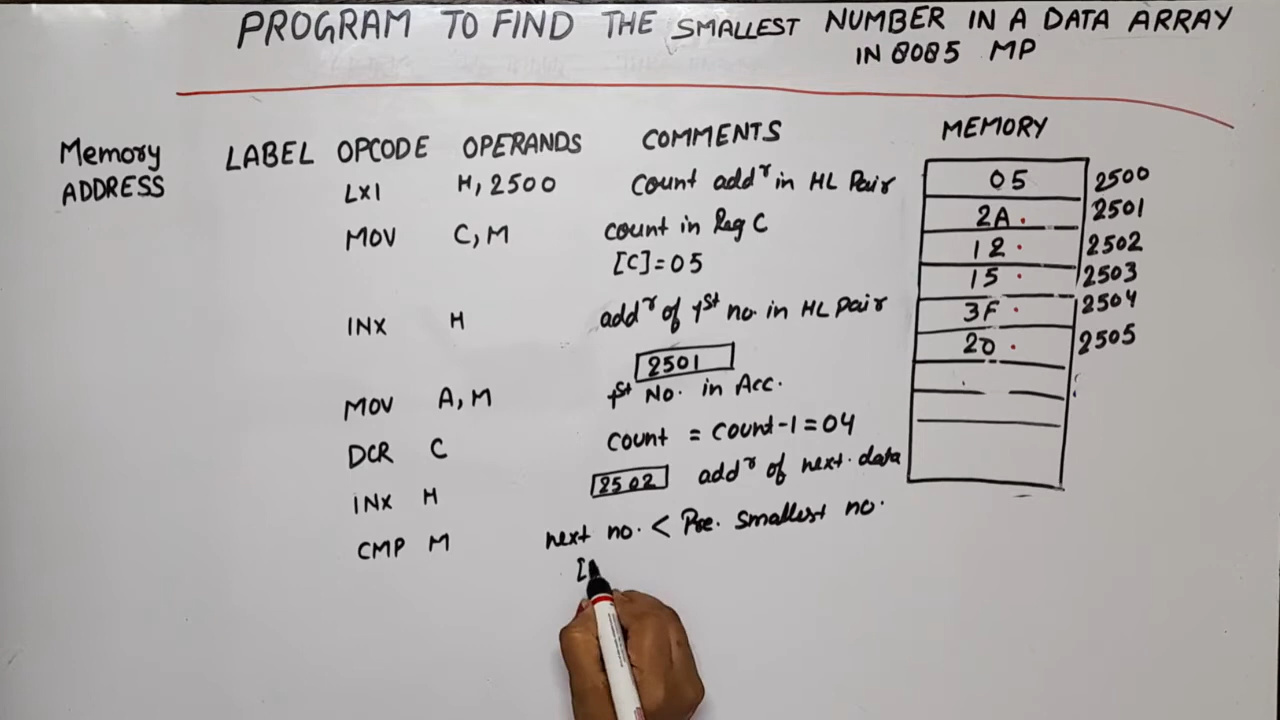 PROGRAM TO FIND THE SMALLEST NUMBER IN A DATA ARRAY
IN 8085 MP
Memory ADDRESS LABEL OPCODE OPERANDS COMMENTS MEMORY
LXI H, 2500 Count addr in HL Pair 05 2500
MOV C, M count in Reg C 2A 2501
[C] = 05 12 2502
15 2503
INX H addr of 1st no. in HL Pair 3F 2504
2501 20 2505
MOV A, M 1st No. in Acc.
DCR C Count = Count-1 = 04
INX H 2502 addr of next data
CMP M next no. < Pre. smallest no.
[